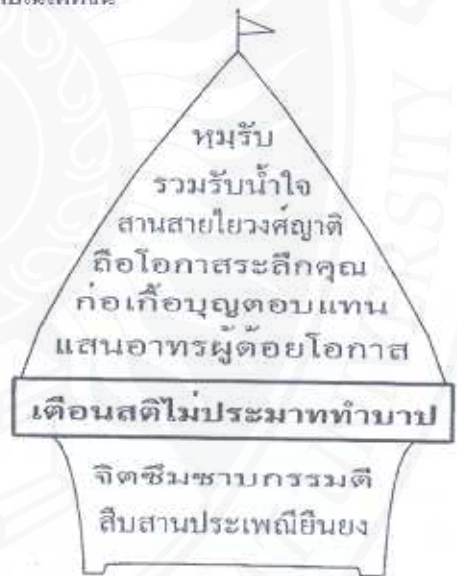 หฺมฺรับ
รวมรับน้ำใจ
สานสายใยวงศ์ญาติ
ถือโอกาสระลึกคุณ
ก่อเกื้อบุญตอบแทน
แสนอาทรผู้ด้อยโอกาส
เตือนสติไม่ประมาททำบาป
จิตซึมซาบกรรมดี
สืบสานประเพณียืนยง